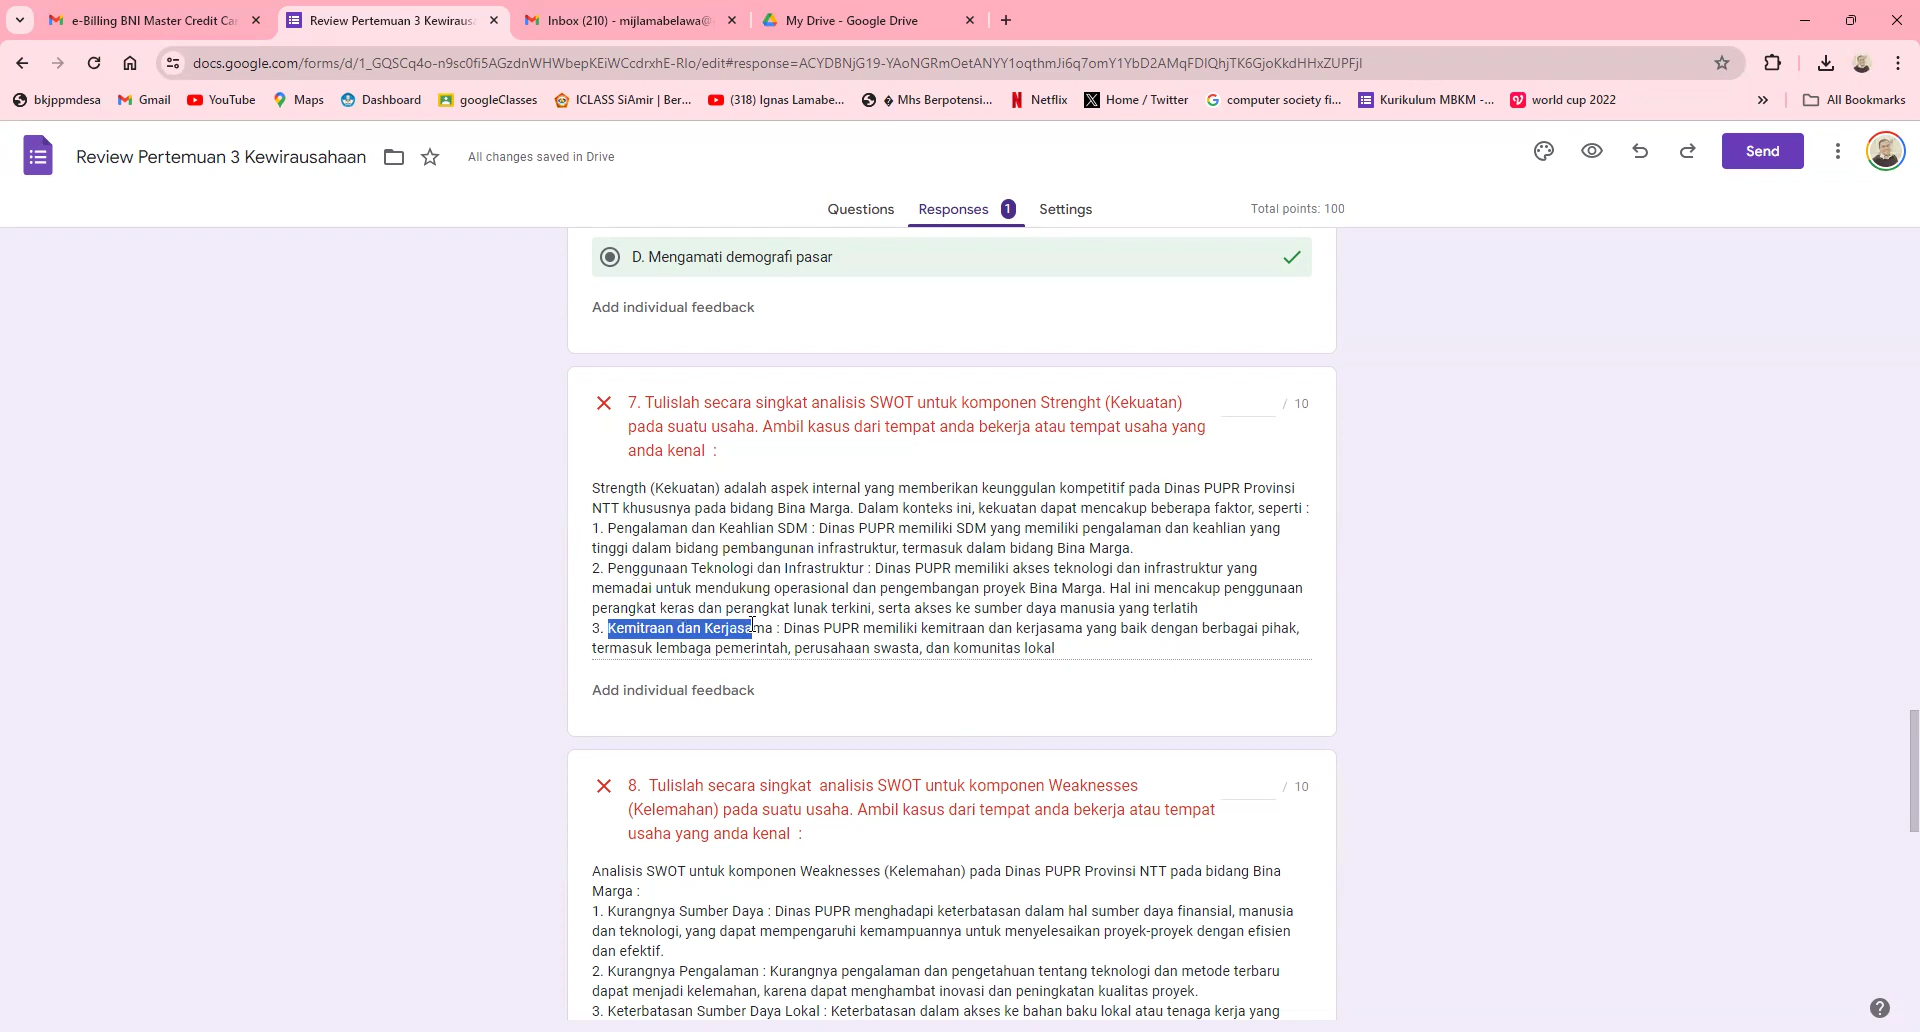 e-Billing BNI Master Credit Car
Review Pertemuan 3 Kewirausa
Inbox (210) - mijlamabelawa@
My Drive - Google Drive
docs.google.com/forms/d/1_GQSCq4o-n9sc0fi5AGzdnWHWbepKEiWCcdrxhE-RIo/edit#response=ACYDBNjG19-YAoNGRmOetANYY1oqthmJi6q7omY1YbD2AMqFDIQhjTK6GjoKkdHHxZUPFjI
bkjppmdesa
Gmail
YouTube
Maps
Dashboard
googleClasses
ICLASS SiAmir | Ber...
(318) Ignas Lamabe...
Mhs Berpotensi...
Netflix
Home / Twitter
computer society fi...
Kurikulum MBKM -...
world cup 2022
All Bookmarks
Review Pertemuan 3 Kewirausahaan
All changes saved in Drive
Send
Questions
Responses 1
Settings
Total points: 100
D. Mengamati demografi pasar
Add individual feedback
7. Tulislah secara singkat analisis SWOT untuk komponen Strenght (Kekuatan)
/ 10
pada suatu usaha. Ambil kasus dari tempat anda bekerja atau tempat usaha yang
anda kenal :
Strength (Kekuatan) adalah aspek internal yang memberikan keunggulan kompetitif pada Dinas PUPR Provinsi
NTT khususnya pada bidang Bina Marga. Dalam konteks ini, kekuatan dapat mencakup beberapa faktor, seperti :
1. Pengalaman dan Keahlian SDM : Dinas PUPR memiliki SDM yang memiliki pengalaman dan keahlian yang
tinggi dalam bidang pembangunan infrastruktur, termasuk dalam bidang Bina Marga.
2. Penggunaan Teknologi dan Infrastruktur : Dinas PUPR memiliki akses teknologi dan infrastruktur yang
memadai untuk mendukung operasional dan pengembangan proyek Bina Marga. Hal ini mencakup penggunaan
perangkat keras dan perangkat lunak terkini, serta akses ke sumber daya manusia yang terlatih
3. Kemitraan dan Kerjasama : Dinas PUPR memiliki kemitraan dan kerjasama yang baik dengan berbagai pihak,
termasuk lembaga pemerintah, perusahaan swasta, dan komunitas lokal
Add individual feedback
8. Tulislah secara singkat analisis SWOT untuk komponen Weaknesses
/ 10
(Kelemahan) pada suatu usaha. Ambil kasus dari tempat anda bekerja atau tempat
usaha yang anda kenal :
Analisis SWOT untuk komponen Weaknesses (Kelemahan) pada Dinas PUPR Provinsi NTT pada bidang Bina
Marga :
1. Kurangnya Sumber Daya : Dinas PUPR menghadapi keterbatasan dalam hal sumber daya finansial, manusia
dan teknologi, yang dapat mempengaruhi kemampuannya untuk menyelesaikan proyek-proyek dengan efisien
dan efektif.
2. Kurangnya Pengalaman : Kurangnya pengalaman dan pengetahuan tentang teknologi dan metode terbaru
dapat menjadi kelemahan, karena dapat menghambat inovasi dan peningkatan kualitas proyek.
3. Keterbatasan Sumber Daya Lokal : Keterbatasan dalam akses ke bahan baku lokal atau tenaga kerja yang